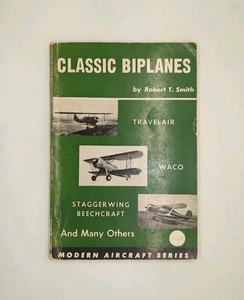 CLASSIC BIPLANES
by Robert T. Smith
TRAVELAIR
WACO
STAGGERWING
BEECHCRAFT
And Many Others
MODERN AIRCRAFT SERIES